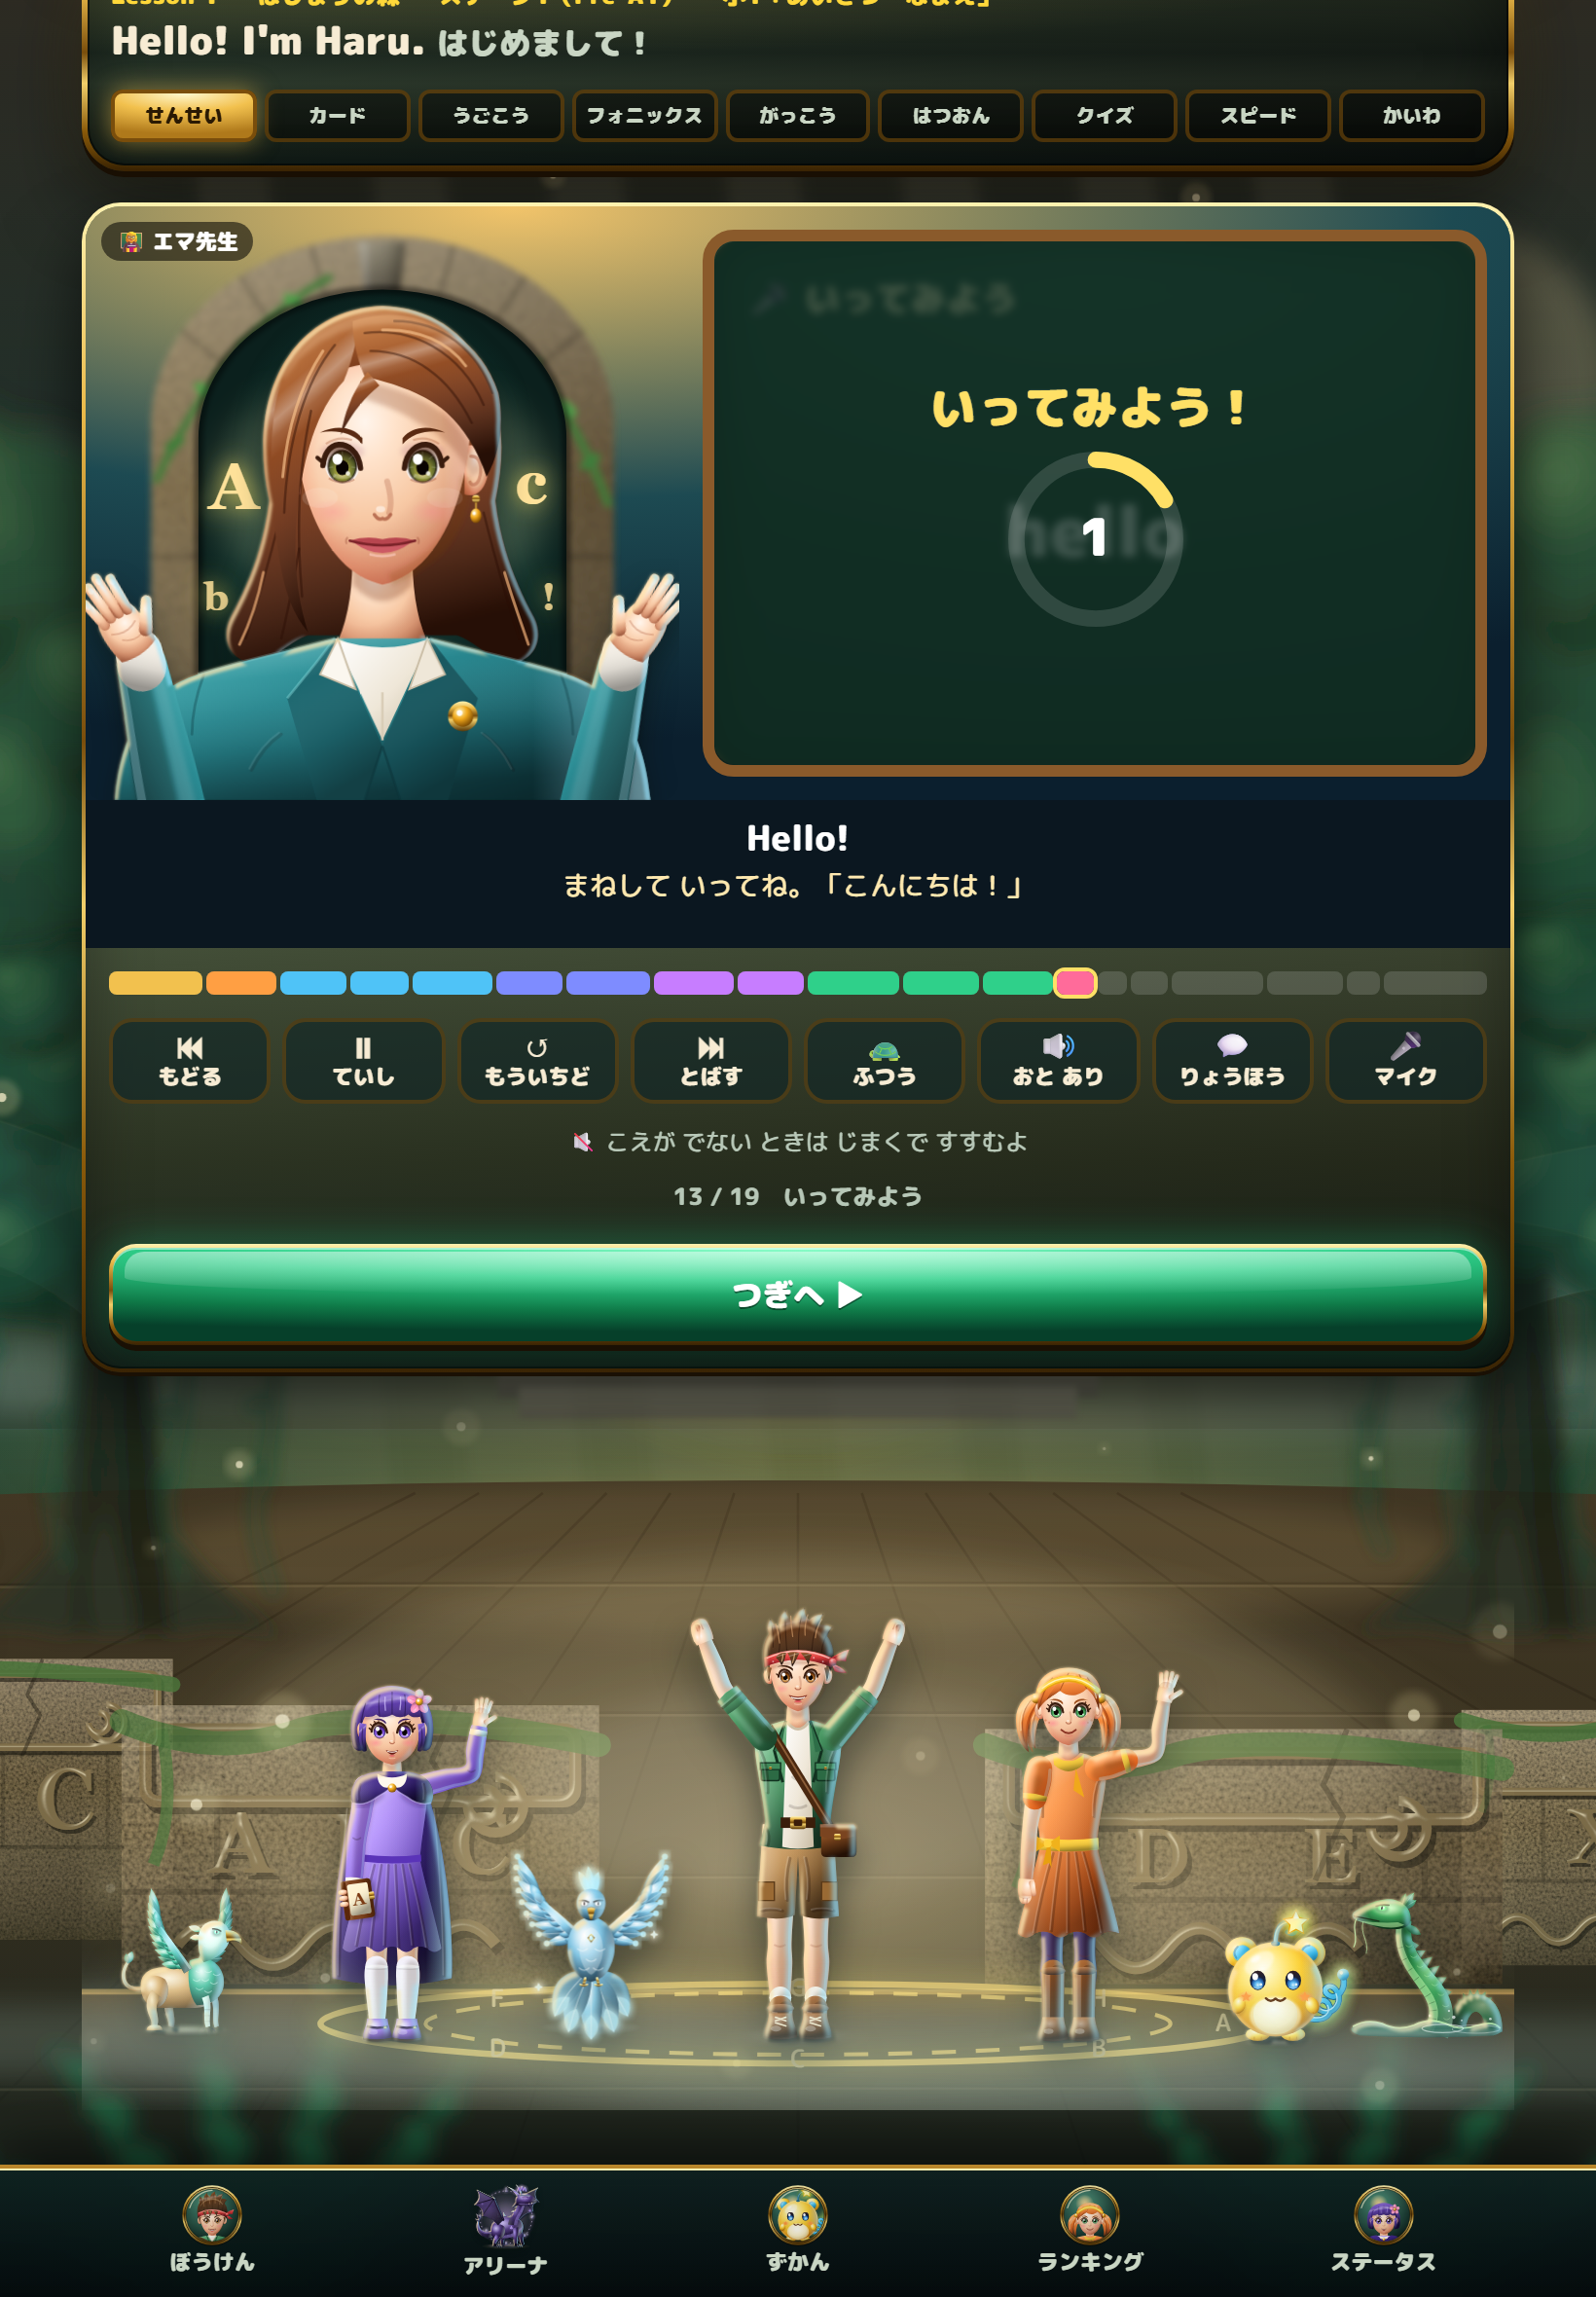 Hello! I'm Haru. はじめまして！
せんせい
カード
うごこう
フォニックス
がっこう
はつおん
クイズ
スピード
かいわ
エマ先生
A
c
b
!
いってみよう
いってみよう！
hello
1
Hello!
まねして いってね。「こんにちは！」
もどる
ていし
もういちど
とばす
ふつう
おと あり
りょうほう
マイク
こえが でない ときは じまくで すすむよ
13 / 19 いってみよう
つぎへ ▶
C
A
C
D
E
A
F
D
C
B
A
ぼうけん
アリーナ
ずかん
ランキング
ステータス